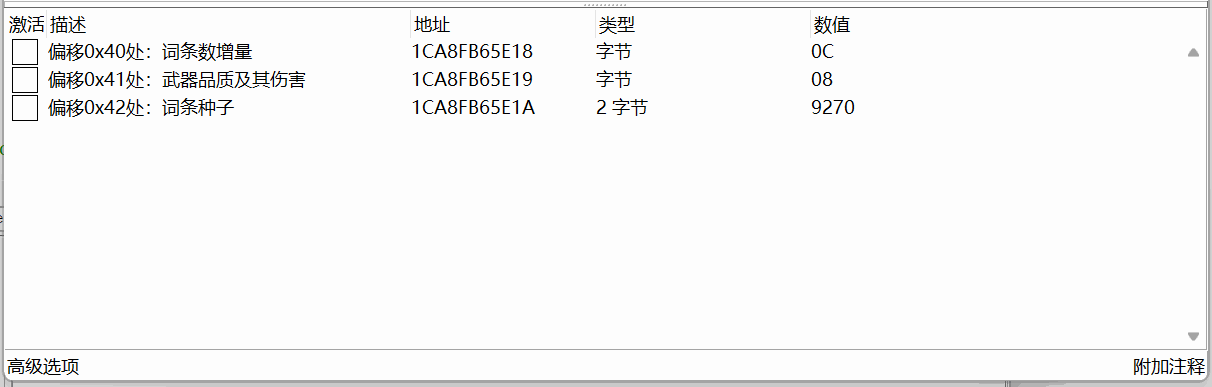 激活 描述 地址 类型 数值
偏移0x40处：词条数增量 1CA8FB65E18 字节 0C
偏移0x41处：武器品质及其伤害 1CA8FB65E19 字节 08
偏移0x42处：词条种子 1CA8FB65E1A 2 字节 9270
高级选项 附加注释